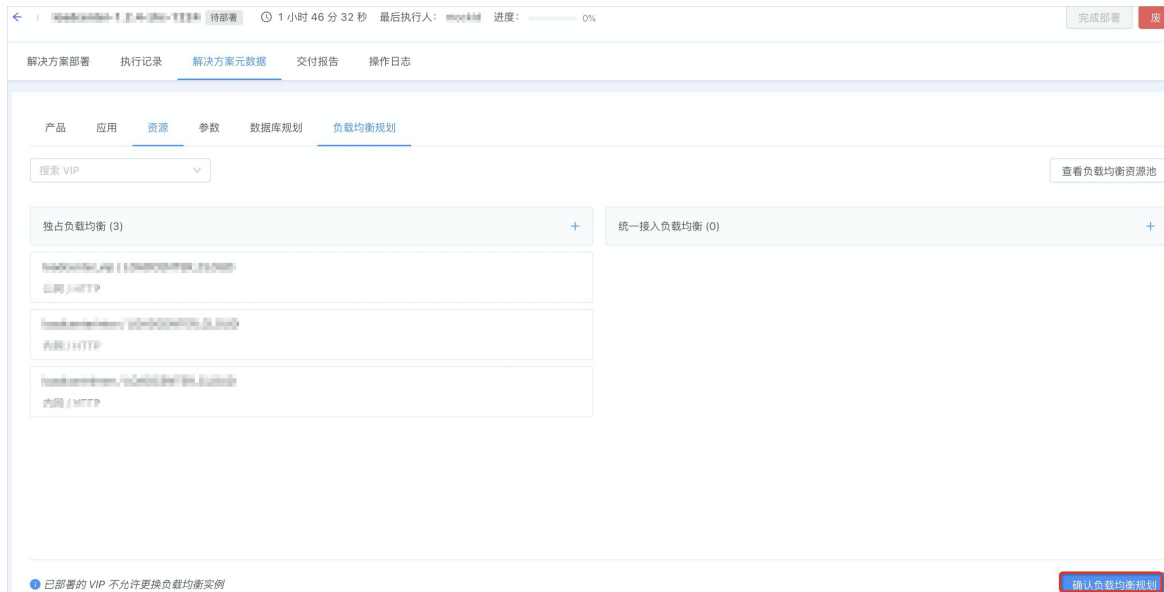 待部署 1 小时 46 分 32 秒 最后执行人: 进度: 0% 完成部署 废
解决方案部署 执行记录 解决方案元数据 交付报告 操作日志
产品 应用 资源 参数 数据库规划 负载均衡规划
搜索 VIP 查看负载均衡资源池
独占负载均衡 (3) + 统一接入负载均衡 (0) +
已部署的 VIP 不允许更换负载均衡实例 确认负载均衡规划